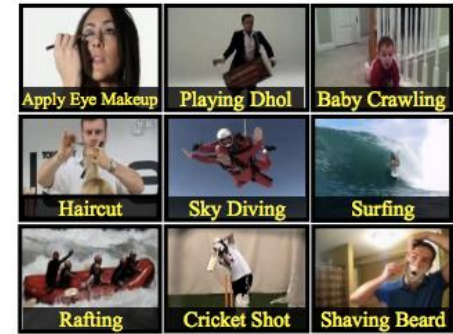 Apply Eye Makeup
Playing Dhol
Baby Crawling
Haircut
Sky Diving
Surfing
Rafting
Cricket Shot
Shaving Beard